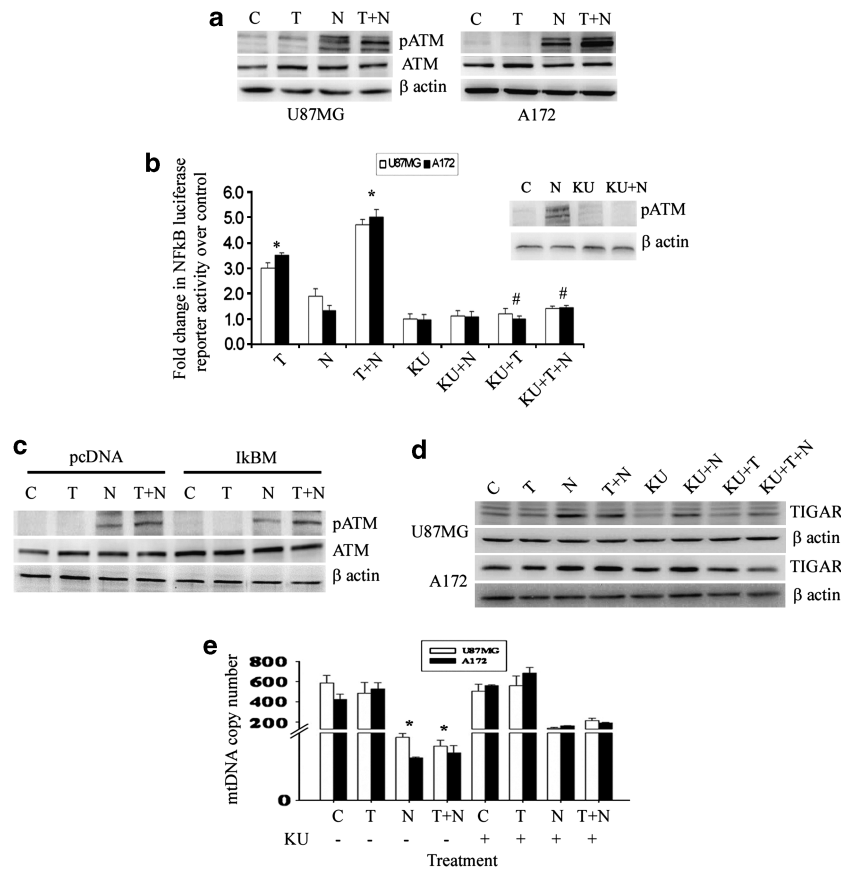 a
C T N T+N C T N T+N
pATM
ATM
β actin
U87MG A172
b
U87MG A172
Fold change in NFkB luciferase
reporter activity over control
6.0
5.0
4.0
3.0
2.0
1.0
0.0
* * # #
T N T+N KU KU+N KU+T KU+T+N
C N KU KU+N
pATM
β actin
c
pcDNA IkBM
C T N T+N C T N T+N
pATM
ATM
β actin
d
C T N T+N KU KU+N KU+T KU+T+N
TIGAR
U87MG
β actin
TIGAR
A172
β actin
e
U87MG
A172
mtDNA copy number
800
600
400
200
0
* *
C T N T+N C T N T+N
KU - - - - + + + +
Treatment